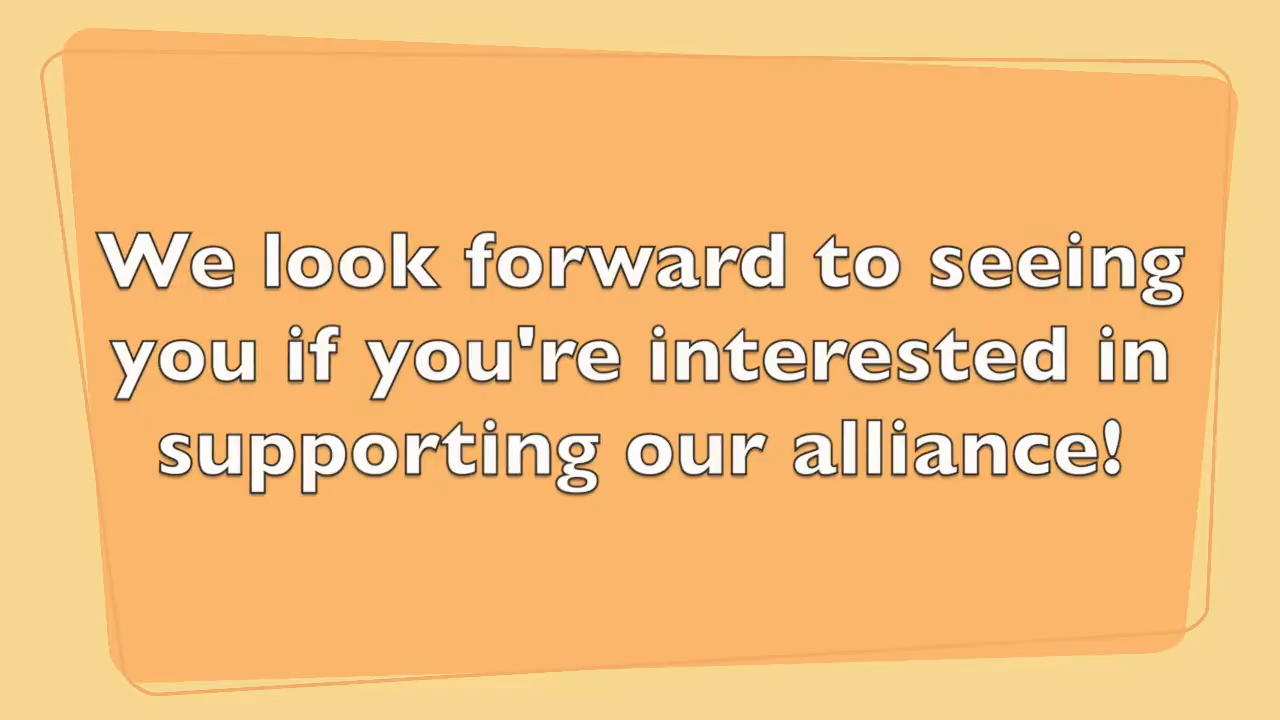 We look forward to seeing
you if you're interested in
supporting our alliance!